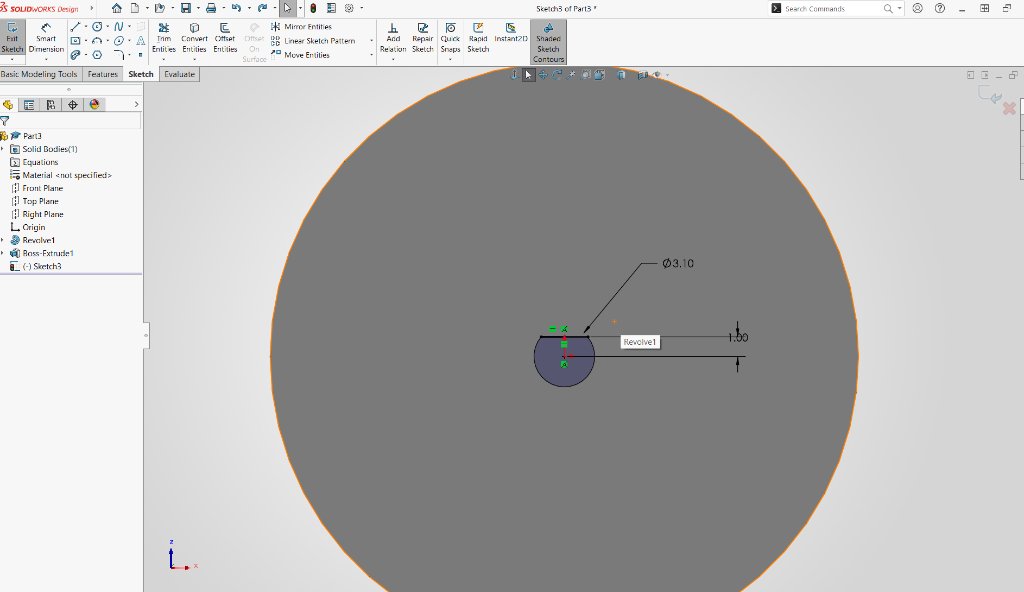 SOLIDWORKS Design
Sketch3 of Part3 *
Search Commands
Exit Sketch
Smart Dimension
Trim Entities
Convert Entities
Offset Entities
Offset On Surface
Mirror Entities
Linear Sketch Pattern
Move Entities
Add Relation
Repair Sketch
Quick Snaps
Rapid Sketch
Instant2D
Shaded Sketch Contours
Basic Modeling Tools
Features
Sketch
Evaluate
Part3
Solid Bodies(1)
Equations
Material <not specified>
Front Plane
Top Plane
Right Plane
Origin
Revolve1
Boss-Extrude1
(-) Sketch3
Ø3.10
1.00
Revolve1
z
x